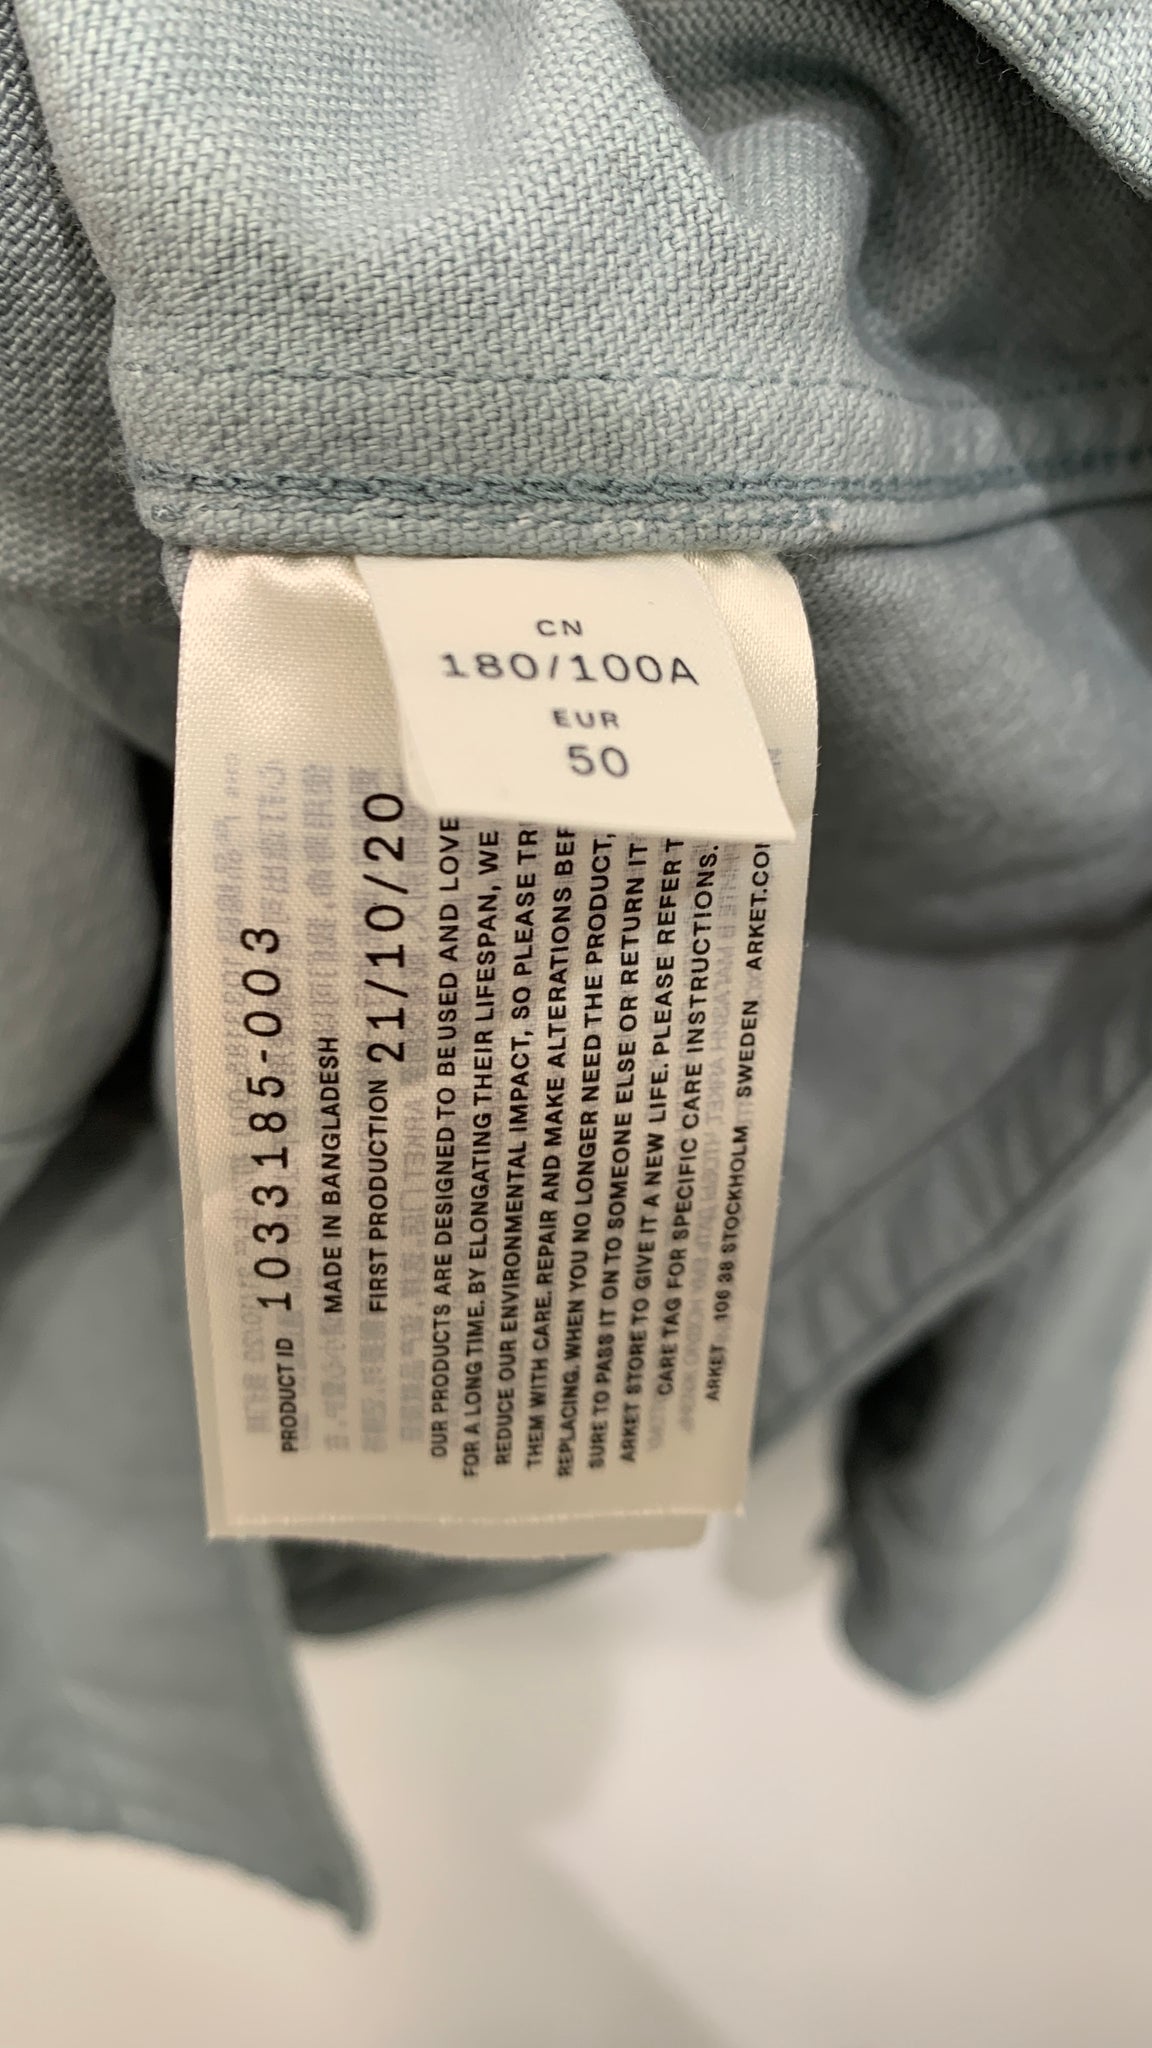 CN
180/100A
EUR
50
PRODUCT ID 1033185-003
MADE IN BANGLADESH
FIRST PRODUCTION 21/10/20
OUR PRODUCTS ARE DESIGNED TO BE USED AND LOVE
FOR A LONG TIME. BY ELONGATING THEIR LIFESPAN, WE
REDUCE OUR ENVIRONMENTAL IMPACT, SO PLEASE TR
THEM WITH CARE. REPAIR AND MAKE ALTERATIONS BEF
REPLACING. WHEN YOU NO LONGER NEED THE PRODUCT,
SURE TO PASS IT ON TO SOMEONE ELSE OR RETURN IT
ARKET STORE TO GIVE IT A NEW LIFE. PLEASE REFER T
CARE TAG FOR SPECIFIC CARE INSTRUCTIONS.
ARKET 106 38 STOCKHOLM SWEDEN ARKET.CO